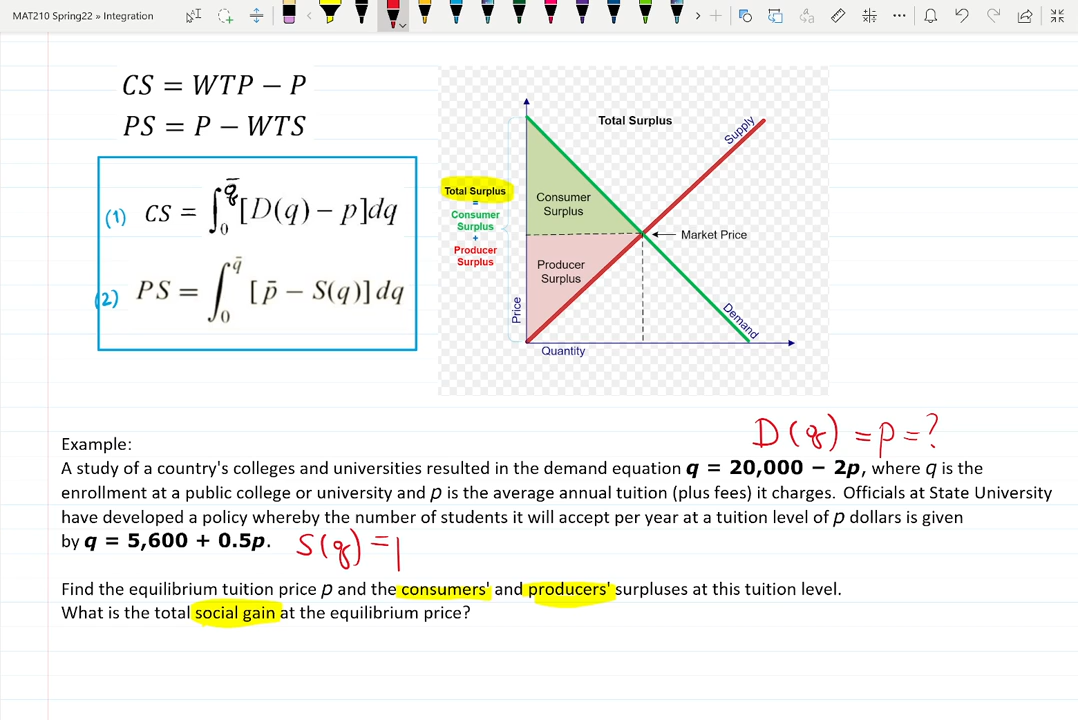 MAT210 Spring22 » Integration
CS = WTP − P
PS = P − WTS
(1) CS = ∫₀^q̄ [D(q) − p]dq
(2) PS = ∫₀^q̄ [p̄ − S(q)]dq
Total Surplus
Supply
Total Surplus
=
Consumer
Surplus
+
Producer
Surplus
Consumer
Surplus
Market Price
Producer
Surplus
Price
Demand
Quantity
D(q) = p = ?
Example:
A study of a country's colleges and universities resulted in the demand equation q = 20,000 − 2p, where q is the
enrollment at a public college or university and p is the average annual tuition (plus fees) it charges. Officials at State University
have developed a policy whereby the number of students it will accept per year at a tuition level of p dollars is given
by q = 5,600 + 0.5p. S(q) = |
Find the equilibrium tuition price p and the consumers' and producers' surpluses at this tuition level.
What is the total social gain at the equilibrium price?